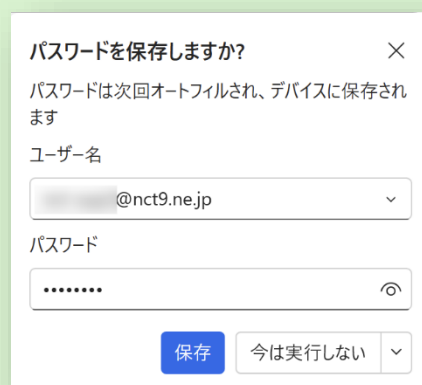 パスワードを保存しますか?
パスワードは次回オートフィルされ、デバイスに保存され
ます
ユーザー名
@nct9.ne.jp
パスワード
••••••••
保存
今は実行しない